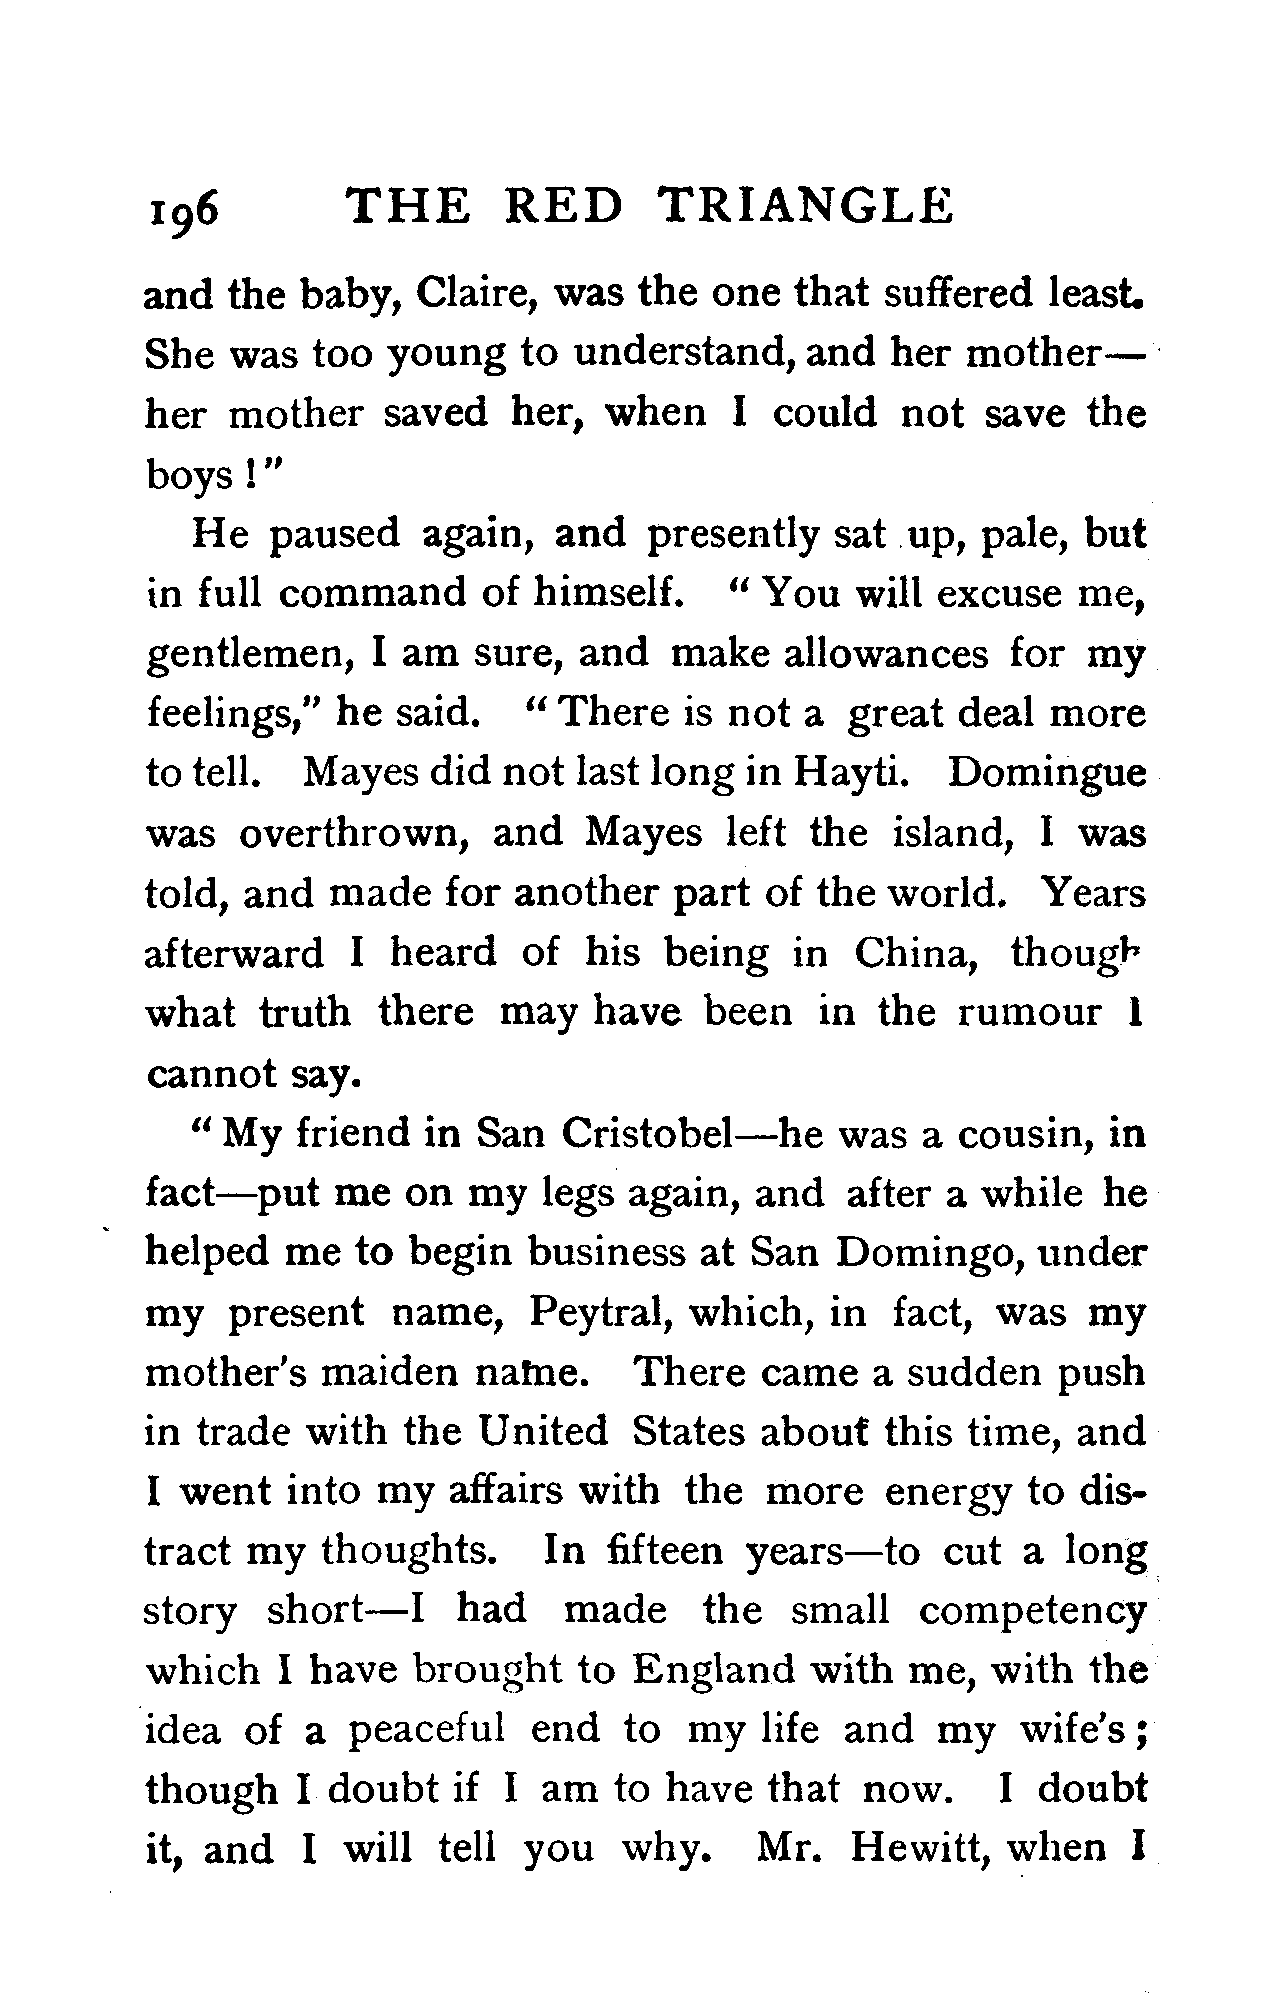 196 THE RED TRIANGLE
and the baby, Claire, was the one that suffered least.
She was too young to understand, and her mother—
her mother saved her, when I could not save the
boys!"
He paused again, and presently sat up, pale, but
in full command of himself. "You will excuse me,
gentlemen, I am sure, and make allowances for my
feelings," he said. "There is not a great deal more
to tell. Mayes did not last long in Hayti. Domingue
was overthrown, and Mayes left the island, I was
told, and made for another part of the world. Years
afterward I heard of his being in China, though
what truth there may have been in the rumour I
cannot say.
"My friend in San Cristobel—he was a cousin, in
fact—put me on my legs again, and after a while he
helped me to begin business at San Domingo, under
my present name, Peytral, which, in fact, was my
mother's maiden name. There came a sudden push
in trade with the United States about this time, and
I went into my affairs with the more energy to dis-
tract my thoughts. In fifteen years—to cut a long
story short—I had made the small competency
which I have brought to England with me, with the
idea of a peaceful end to my life and my wife's;
though I doubt if I am to have that now. I doubt
it, and I will tell you why. Mr. Hewitt, when I